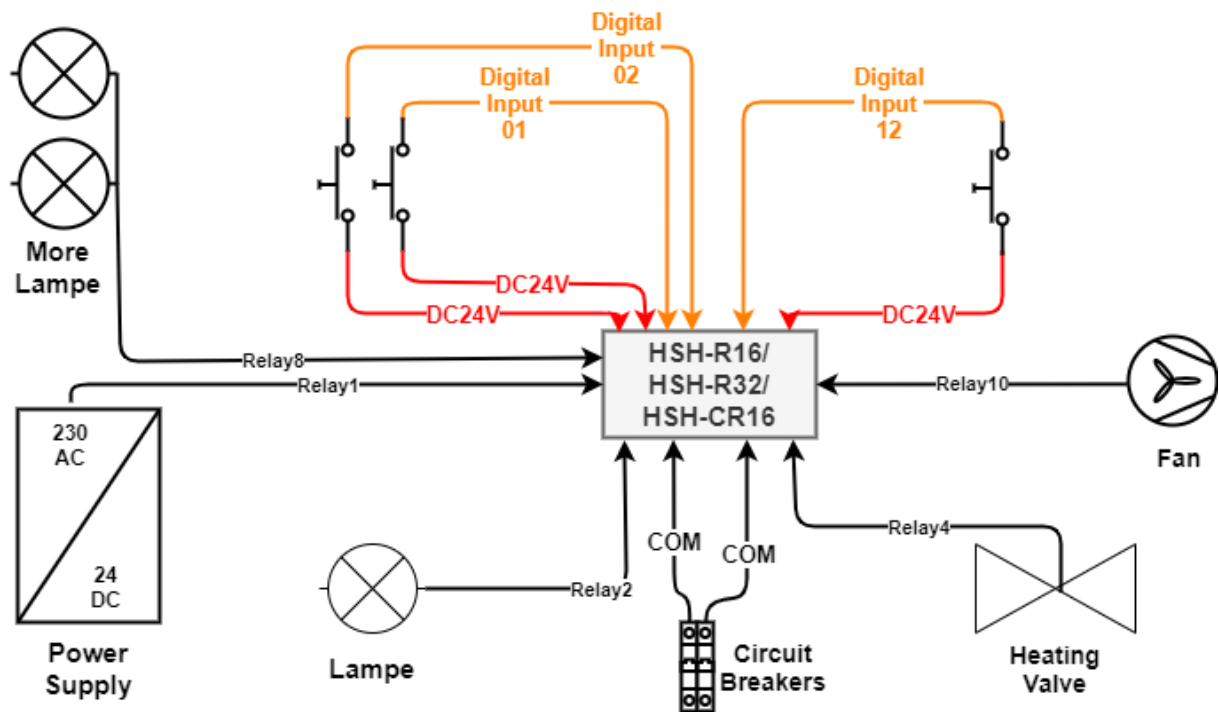 Digital
Input
02
Digital
Input
01
Digital
Input
12
More
Lampe
DC24V
DC24V
DC24V
HSH-R16/
HSH-R32/
HSH-CR16
Relay8
Relay1
Relay10
230
AC
24
DC
Power
Supply
Fan
Relay4
COM
COM
Relay2
Lampe
Circuit
Breakers
Heating
Valve